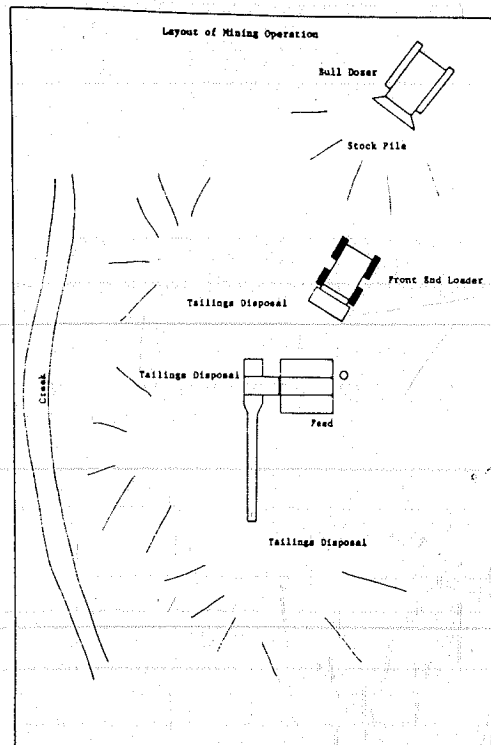 Layout of Mining Operation
Bull Dozer
Stock Pile
Front End Loader
Tailings Disposal
Tailings Disposal
Creek
Feed
Tailings Disposal